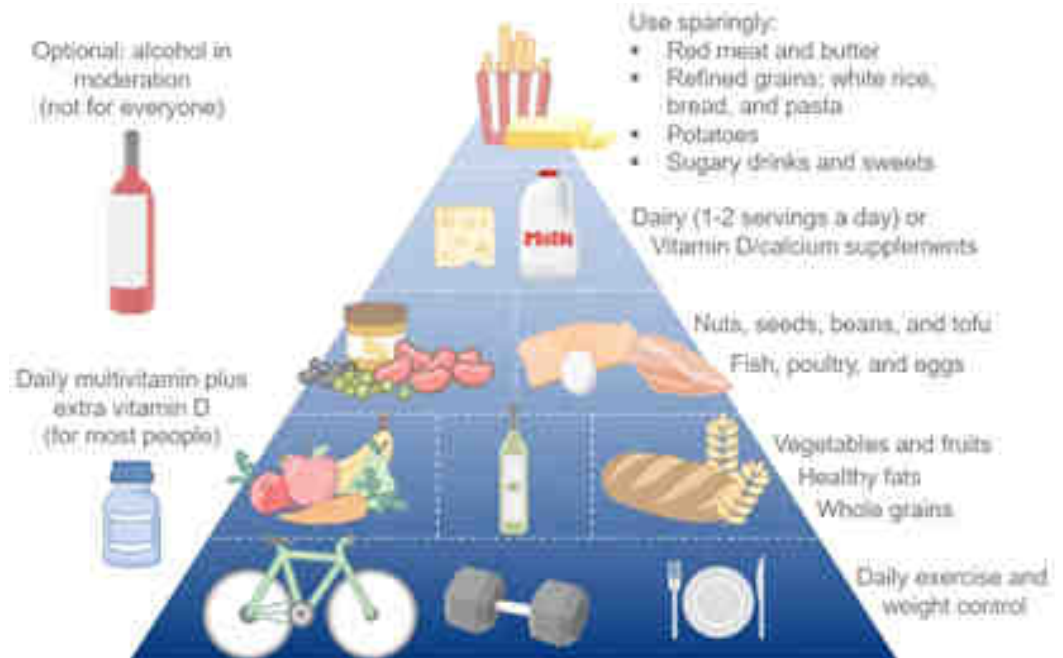 Optional: alcohol in
moderation
(not for everyone)
Daily multivitamin plus
extra vitamin D
(for most people)
Use sparingly:
▪ Red meat and butter
▪ Refined grains: white rice,
bread, and pasta
▪ Potatoes
▪ Sugary drinks and sweets
Milk
Dairy (1-2 servings a day) or
Vitamin D/calcium supplements
Nuts, seeds, beans, and tofu
Fish, poultry, and eggs
Vegetables and fruits
Healthy fats
Whole grains
Daily exercise and
weight control